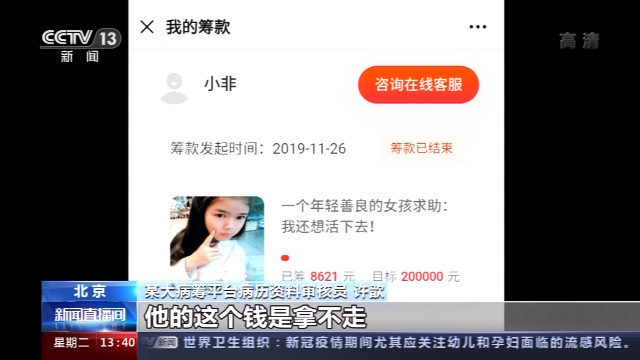 CCTV 13
新闻
高清
我的筹款
小非
咨询在线客服
筹款发起时间：2019-11-26
筹款已结束
一个年轻善良的女孩求助：
我还想活下去！
已筹 8621 元 目标 200000 元
北京
某大病筹平台病历资料审核员 许歆
新闻直播间
他的这个钱是拿不走
星期二 13:40
新闻 世界卫生组织：新冠疫情期间尤其应关注幼儿和孕妇面临的流感风险。